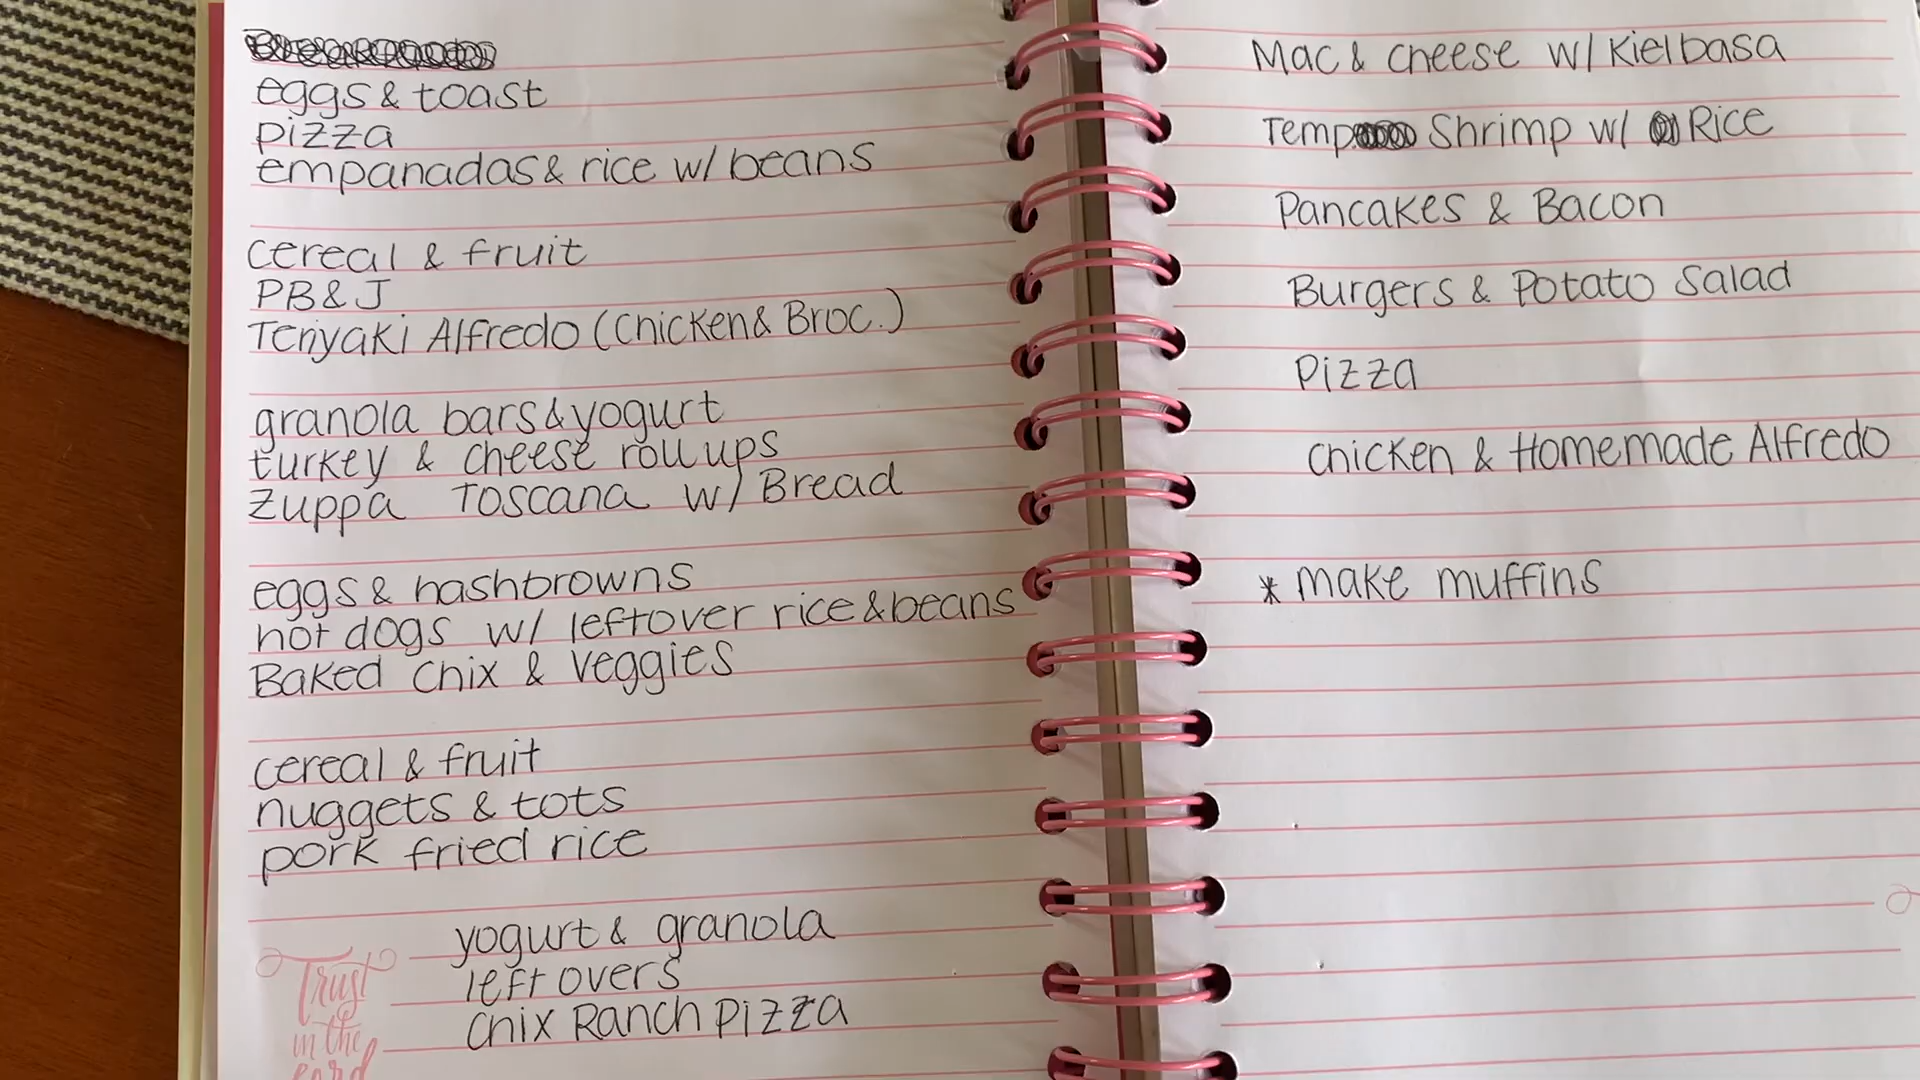 eggs & toast
pizza
empanadas & rice w/ beans
cereal & fruit
PB & J
Teriyaki Alfredo (Chicken & Broc.)
granola bars & yogurt
turkey & cheese roll ups
Zuppa Toscana w/ Bread
eggs & hashbrowns
hot dogs w/ leftover rice & beans
Baked Chix & Veggies
cereal & fruit
nuggets & tots
pork fried rice
yogurt & granola
leftovers
Chix Ranch Pizza
Trust
in the
Lord
Mac & Cheese w/ Kielbasa
Temp Shrimp w/ Rice
Pancakes & Bacon
Burgers & Potato Salad
Pizza
Chicken & Homemade Alfredo
* make muffins